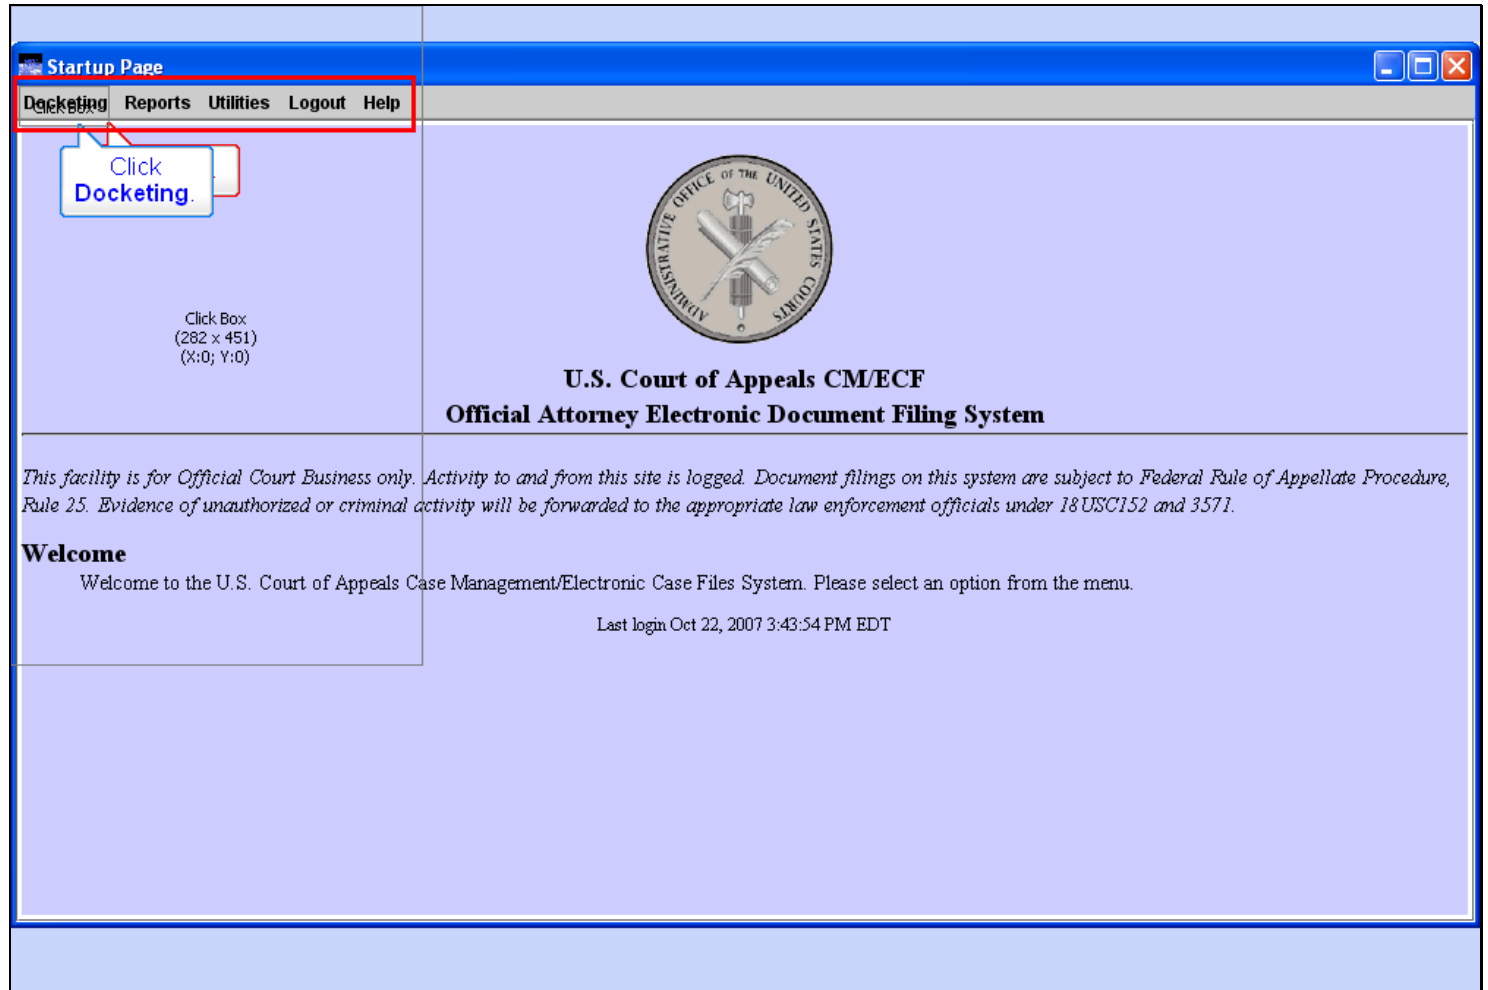 Startup Page
Docketing Reports Utilities Logout Help
Click Box
Click
Docketing.
ADMINISTRATIVE OFFICE OF THE UNITED STATES COURTS
Click Box
(282 x 451)
(X:0; Y:0)
U.S. Court of Appeals CM/ECF
Official Attorney Electronic Document Filing System
This facility is for Official Court Business only. Activity to and from this site is logged. Document filings on this system are subject to Federal Rule of Appellate Procedure,
Rule 25. Evidence of unauthorized or criminal activity will be forwarded to the appropriate law enforcement officials under 18 USC152 and 3571.
Welcome
Welcome to the U.S. Court of Appeals Case Management/Electronic Case Files System. Please select an option from the menu.
Last login Oct 22, 2007 3:43:54 PM EDT